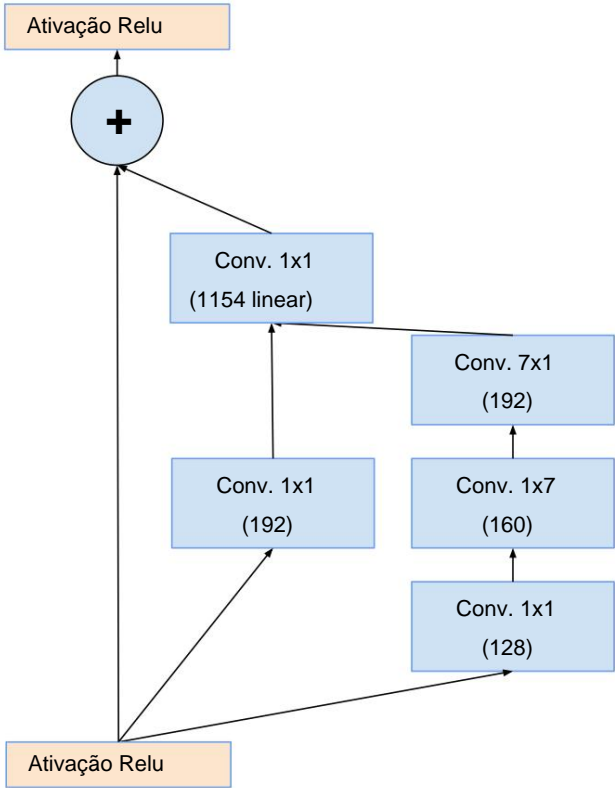 Ativação Relu
+
Conv. 1x1
(1154 linear)
Conv. 7x1
(192)
Conv. 1x1
(192)
Conv. 1x7
(160)
Conv. 1x1
(128)
Ativação Relu